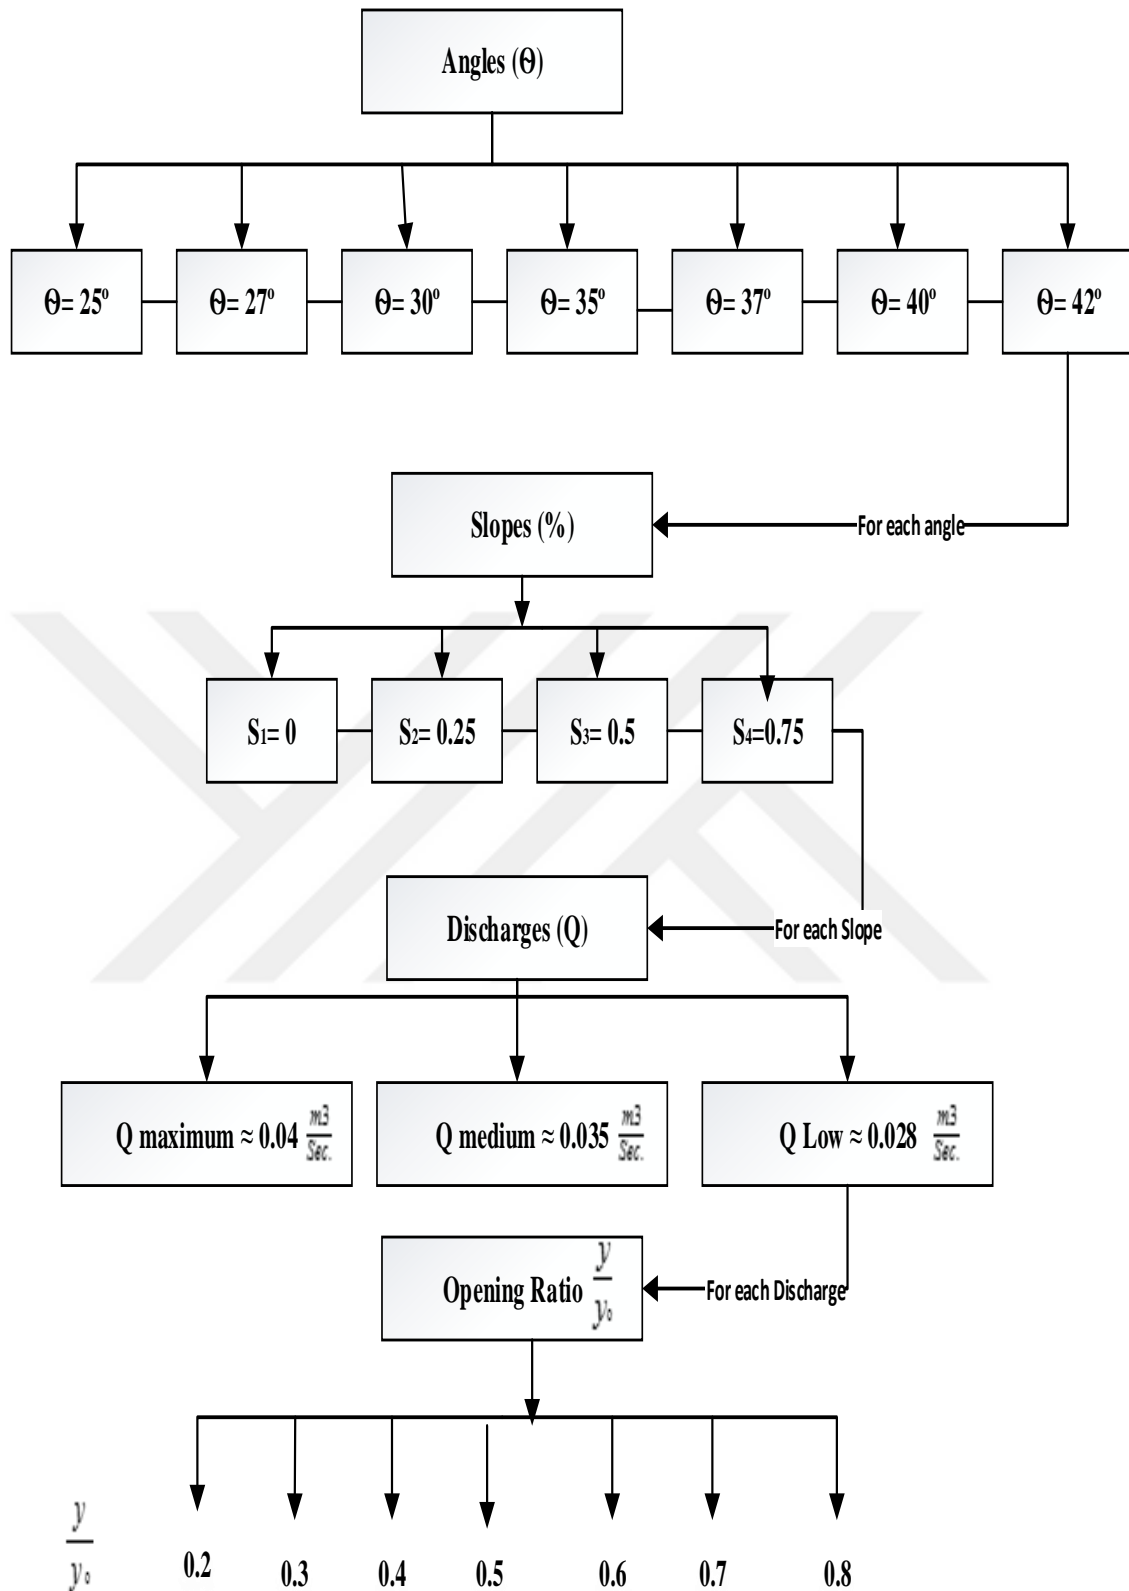 Angles (Θ)
Θ= 25º Θ= 27º Θ= 30º Θ= 35º Θ= 37º Θ= 40º Θ= 42º
Slopes (%)
For each angle
S1= 0 S2= 0.25 S3= 0.5 S4=0.75
Discharges (Q)
For each Slope
Q maximum ≈ 0.04 m3/Sec. Q medium ≈ 0.035 m3/Sec. Q Low ≈ 0.028 m3/Sec.
Opening Ratio y/y₀
For each Discharge
y/y₀ 0.2 0.3 0.4 0.5 0.6 0.7 0.8